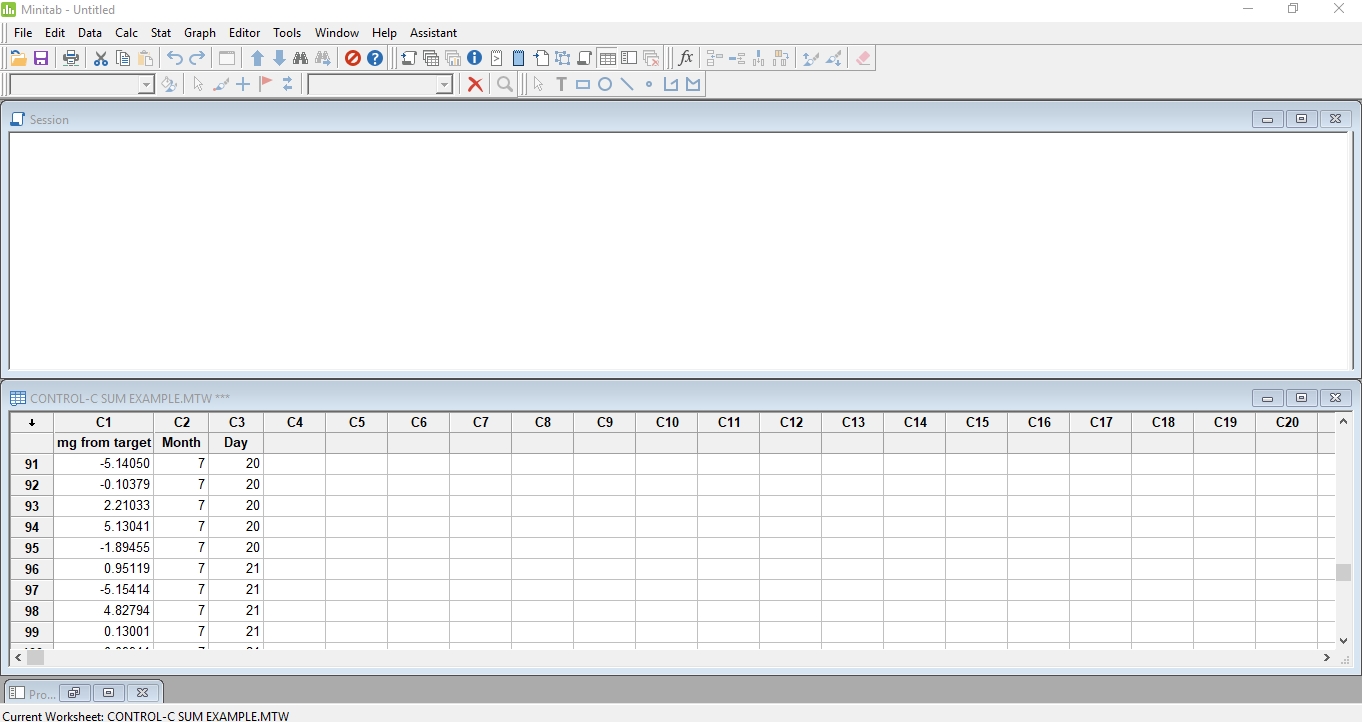 Minitab - Untitled
File Edit Data Calc Stat Graph Editor Tools Window Help Assistant
Session
CONTROL-C SUM EXAMPLE.MTW ***
C1 C2 C3 C4 C5 C6 C7 C8 C9 C10 C11 C12 C13 C14 C15 C16 C17 C18 C19 C20
mg from target Month Day
91 -5.14050 7 20
92 -0.10379 7 20
93 2.21033 7 20
94 5.13041 7 20
95 -1.89455 7 20
96 0.95119 7 21
97 -5.15414 7 21
98 4.82794 7 21
99 0.13001 7 21
Pro...
Current Worksheet: CONTROL-C SUM EXAMPLE.MTW